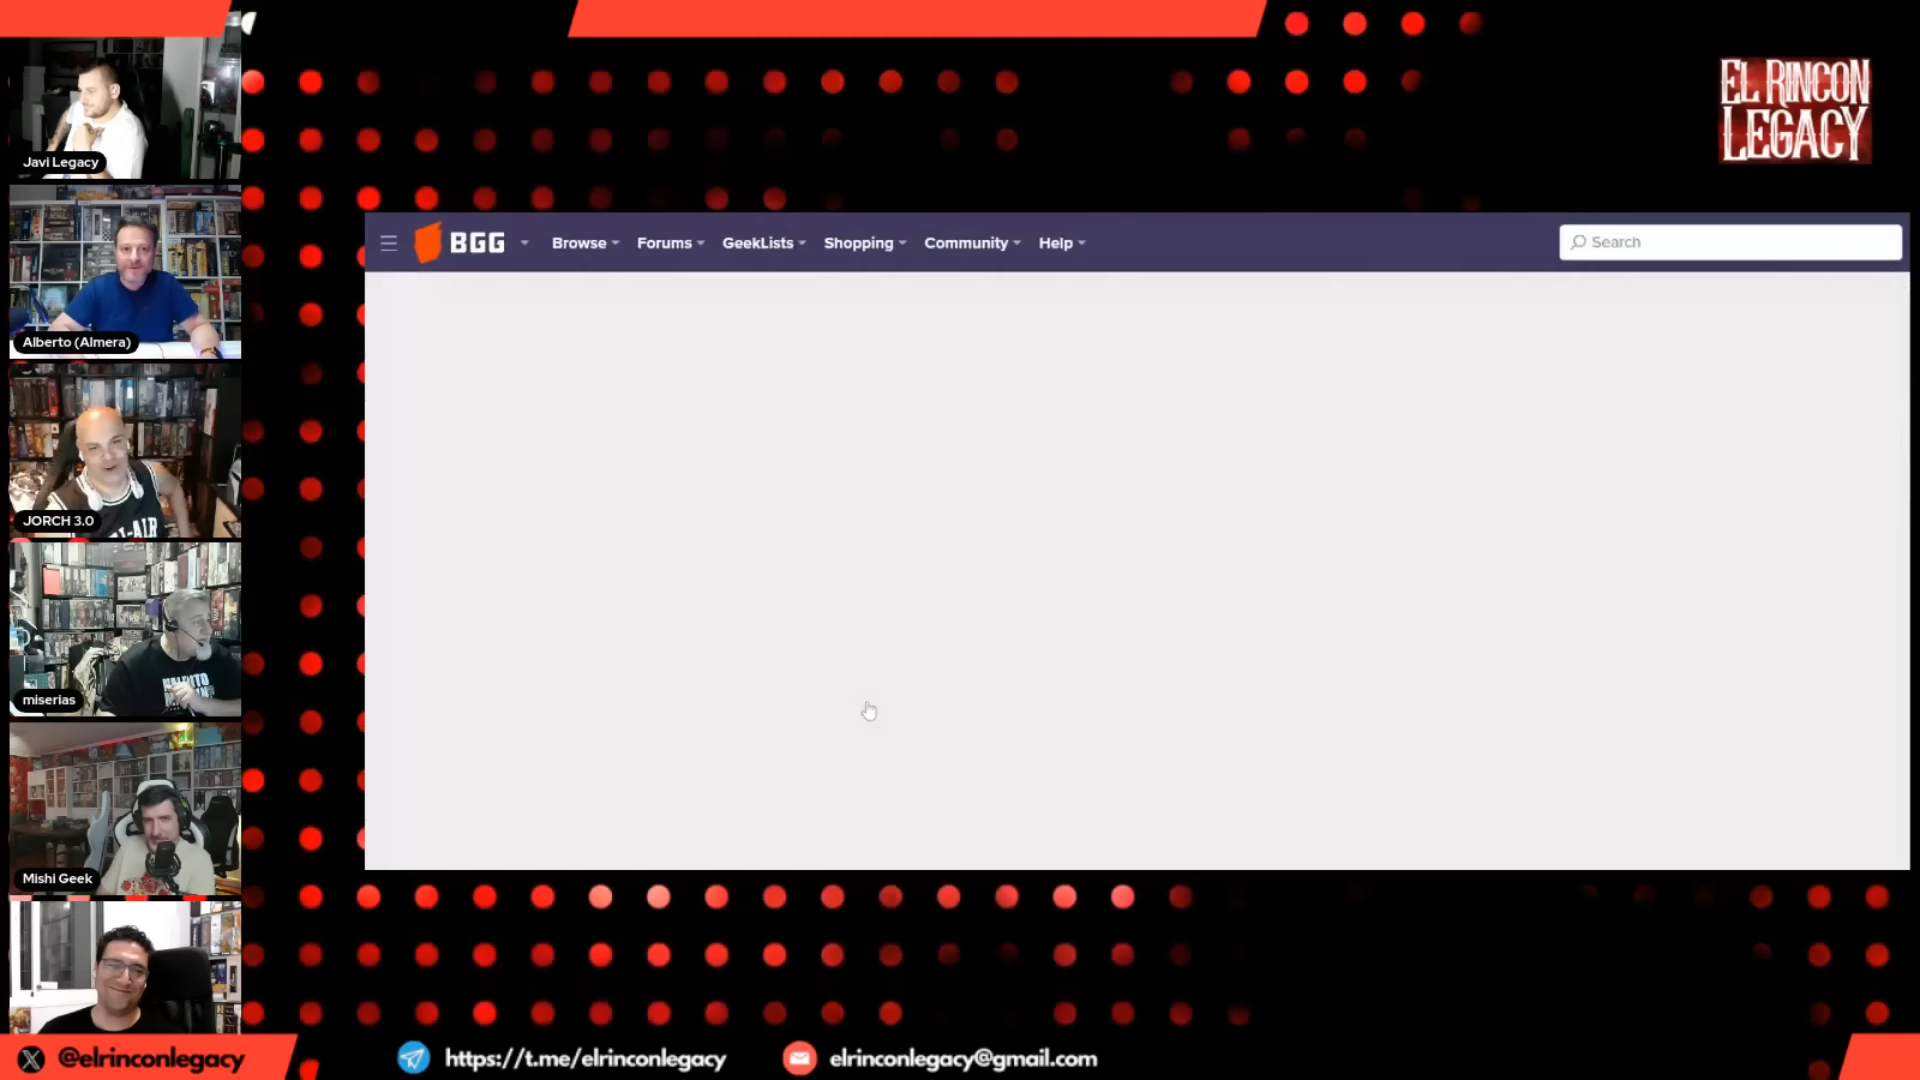 EL RINCON
LEGACY
Javi Legacy
Alberto (Almera)
JORCH 3.0
miserias
Mishi Geek
BGG
Browse
Forums
GeekLists
Shopping
Community
Help
Search
@elrinconlegacy
https://t.me/elrinconlegacy
elrinconlegacy@gmail.com